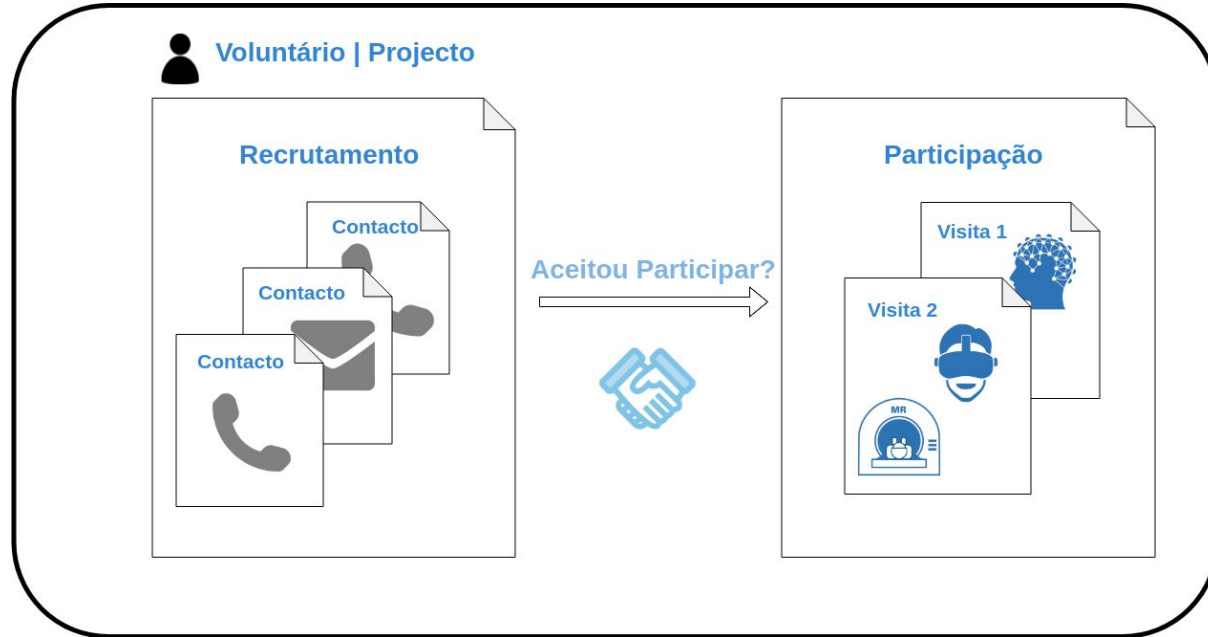 Voluntário | Projecto
Recrutamento
Contacto
Contacto
Contacto
Aceitou Participar?
Participação
Visita 1
Visita 2
MR